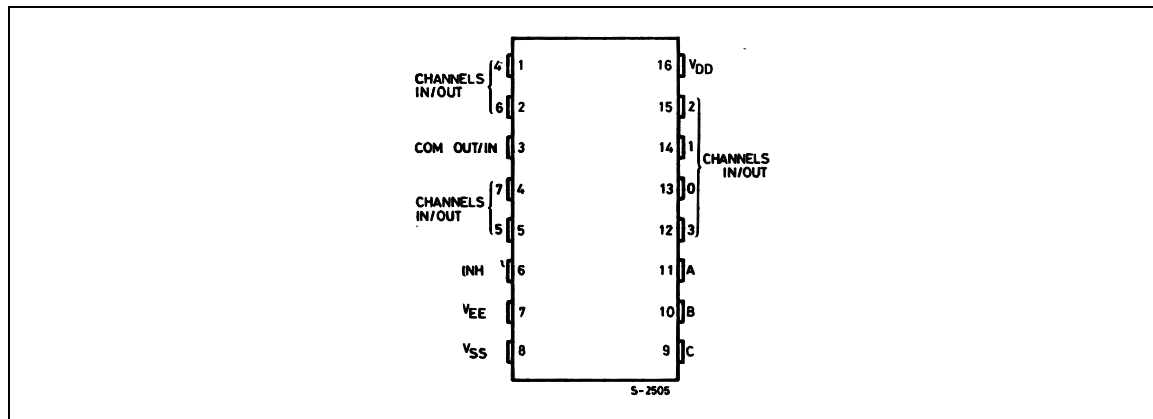 4 1 16 VDD
CHANNELS
IN/OUT
6 2 15 2
COM OUT/IN 3 14 1
CHANNELS
IN/OUT
7 4 13 0
CHANNELS
IN/OUT
5 5 12 3
INH 6 11 A
VEE 7 10 B
VSS 8 9 C
S-2505